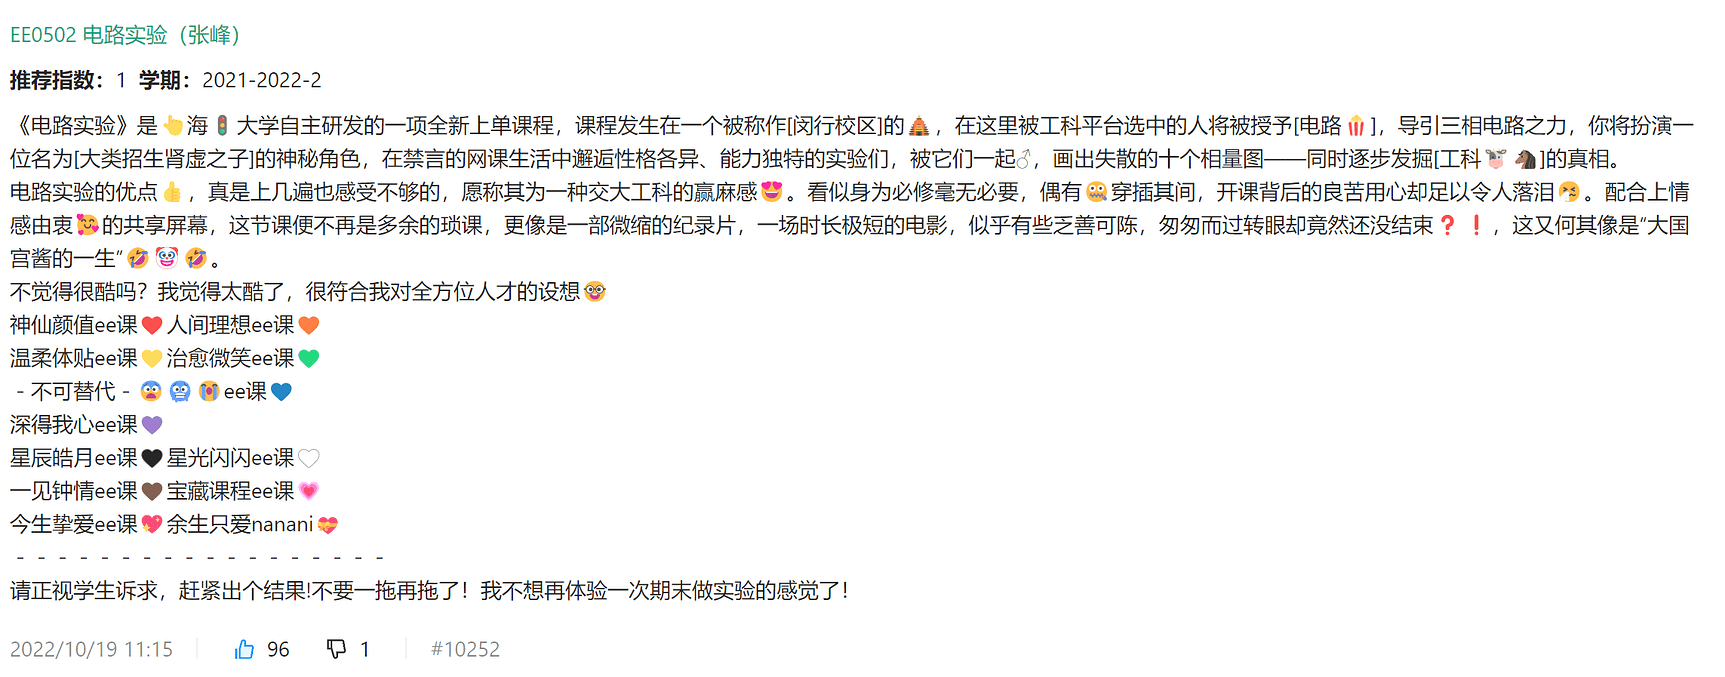 EE0502 电路实验（张峰）
推荐指数：1 学期：2021-2022-2
《电路实验》是👆海🚦大学自主研发的一项全新上单课程，课程发生在一个被称作[闵行校区]的🛖，在这里被工科平台选中的人将被授予[电路🍿]，导引三相电路之力，你将扮演一
位名为[大类招生肾虚之子]的神秘角色，在禁言的网课生活中邂逅性格各异、能力独特的实验们，被它们一起♂，画出失散的十个相量图——同时逐步发掘[工科🐮🐴]的真相。
电路实验的优点👍，真是上几遍也感受不够的，愿称其为一种交大工科的赢麻感😍。看似身为必修毫无必要，偶有🤐穿插其间，开课背后的良苦用心却足以令人落泪🤧。配合上情
感由衷🥰的共享屏幕，这节课便不再是多余的琐课，更像是一部微缩的纪录片，一场时长极短的电影，似乎有些乏善可陈，匆匆而过转眼却竟然还没结束❓❗，这又何其像是“大国
宫酱的一生”🤣🤡🤣。
不觉得很酷吗？我觉得太酷了，很符合我对全方位人才的设想🤓
神仙颜值ee课❤️人间理想ee课🧡
温柔体贴ee课💛治愈微笑ee课💚
- 不可替代 - 😨🥶😭ee课💙
深得我心ee课💜
星辰皓月ee课🖤星光闪闪ee课🤍
一见钟情ee课🤎宝藏课程ee课💗
今生挚爱ee课💖余生只爱nanani💝
- - - - - - - - - - - - - - - - - -
请正视学生诉求，赶紧出个结果!不要一拖再拖了！我不想再体验一次期末做实验的感觉了！
2022/10/19 11:15 96 1 #10252